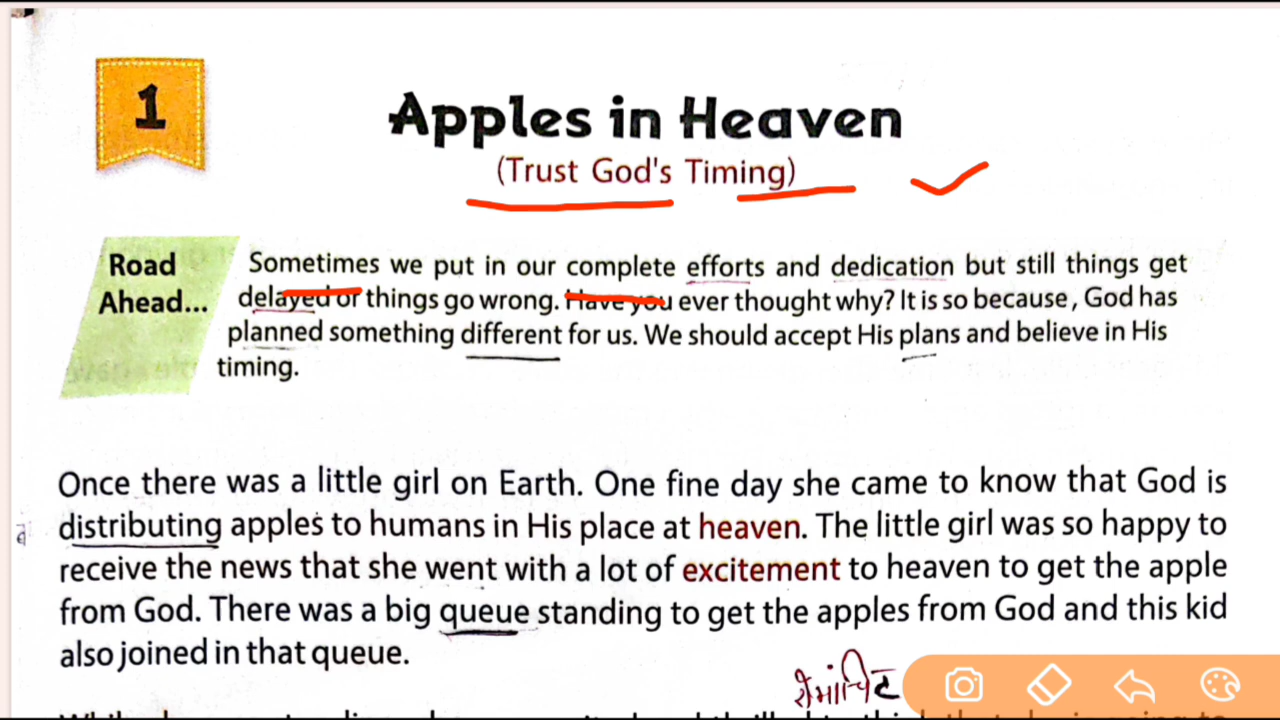 1
Apples in Heaven
(Trust God's Timing)
Road
Ahead...
Sometimes we put in our complete efforts and dedication but still things get
delayed or things go wrong. Have you ever thought why? It is so because, God has
planned something different for us. We should accept His plans and believe in His
timing.
Once there was a little girl on Earth. One fine day she came to know that God is
distributing apples to humans in His place at heaven. The little girl was so happy to
receive the news that she went with a lot of excitement to heaven to get the apple
from God. There was a big queue standing to get the apples from God and this kid
also joined in that queue.